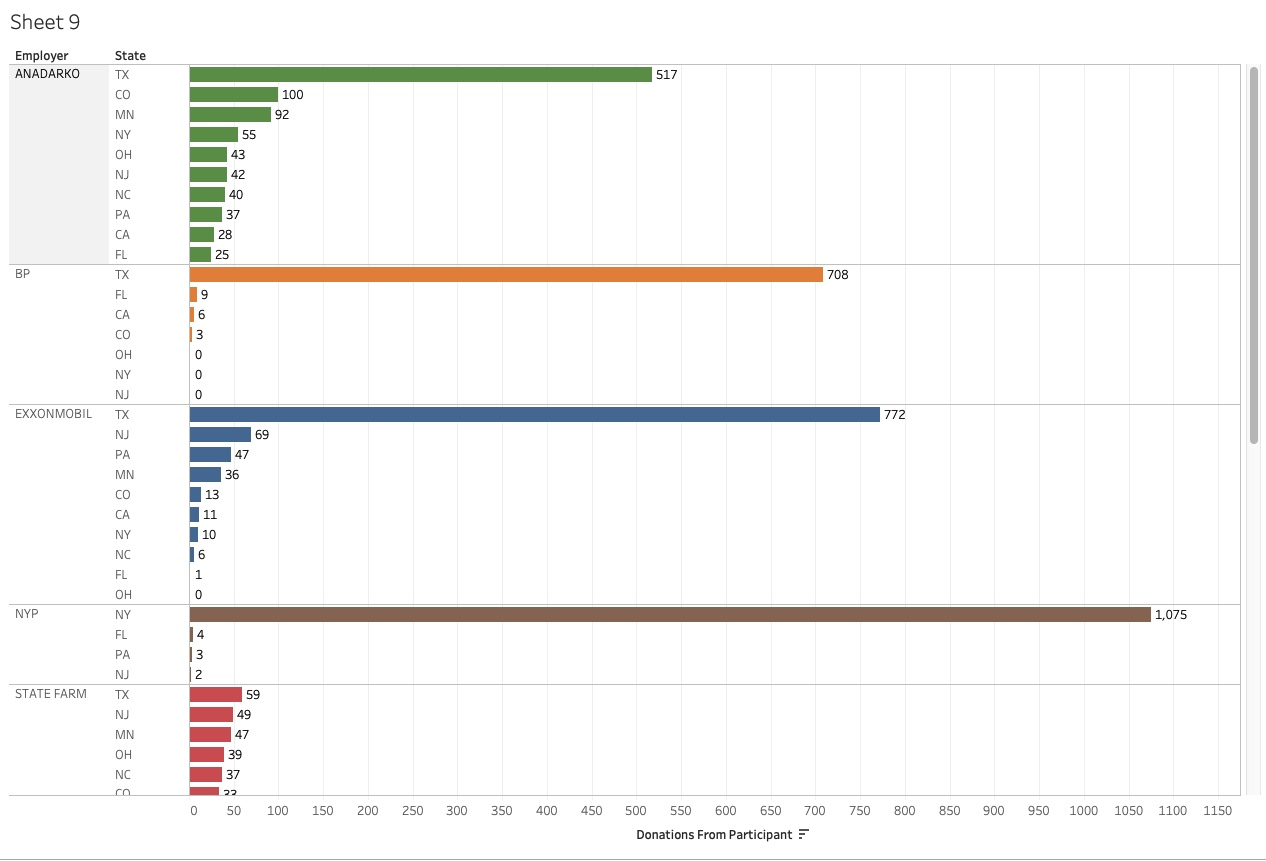 Sheet 9
Employer State
ANADARKO TX 517
CO 100
MN 92
NY 55
OH 43
NJ 42
NC 40
PA 37
CA 28
FL 25
BP TX 708
FL 9
CA 6
CO 3
OH 0
NY 0
NJ 0
EXXONMOBIL TX 772
NJ 69
PA 47
MN 36
CO 13
CA 11
NY 10
NC 6
FL 1
OH 0
NYP NY 1,075
FL 4
PA 3
NJ 2
STATE FARM TX 59
NJ 49
MN 47
OH 39
NC 37
CO 33
0 50 100 150 200 250 300 350 400 450 500 550 600 650 700 750 800 850 900 950 1000 1050 1100 1150
Donations From Participant